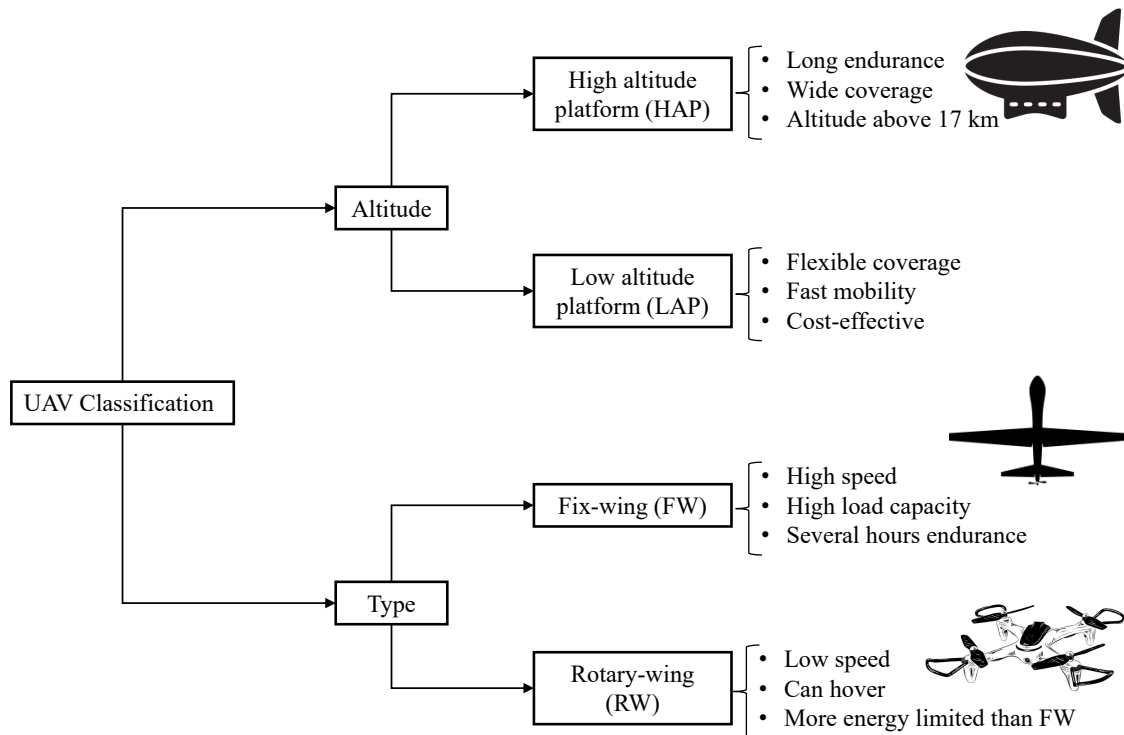 High altitude
platform (HAP)
• Long endurance
• Wide coverage
• Altitude above 17 km
Altitude
Low altitude
platform (LAP)
• Flexible coverage
• Fast mobility
• Cost-effective
UAV Classification
Fix-wing (FW)
• High speed
• High load capacity
• Several hours endurance
Type
Rotary-wing
(RW)
• Low speed
• Can hover
• More energy limited than FW